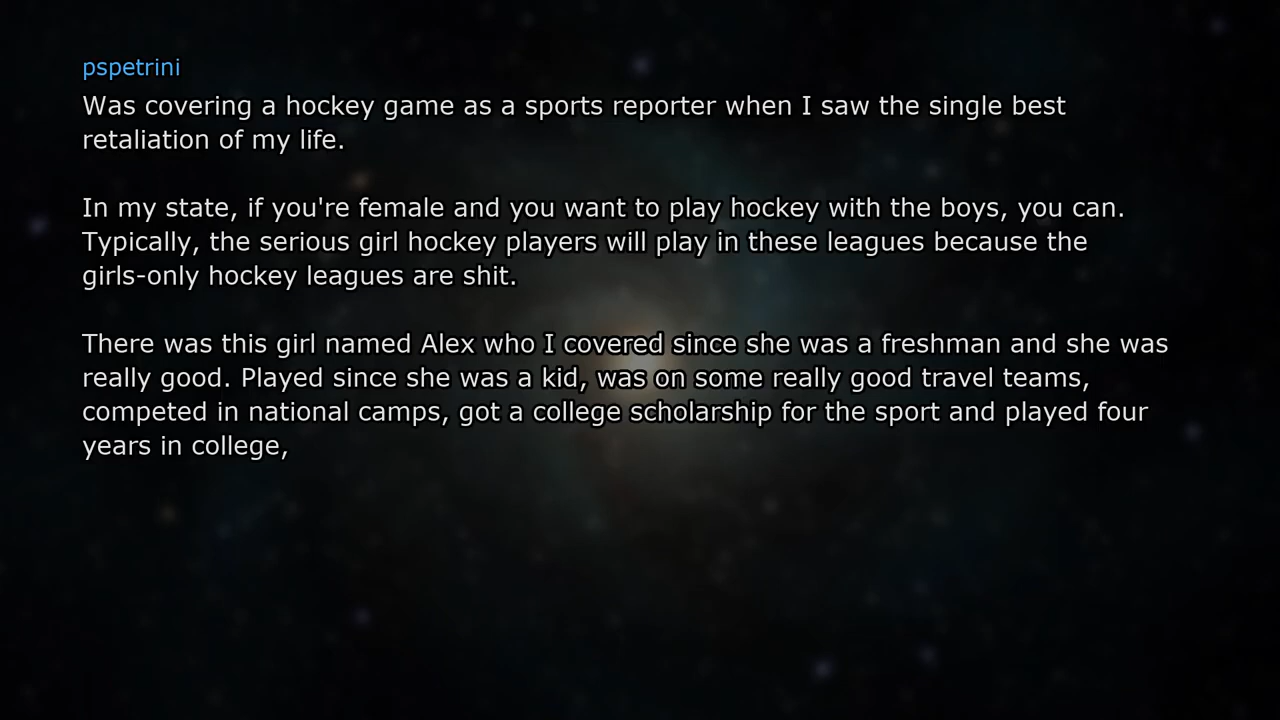 pspetrini
Was covering a hockey game as a sports reporter when I saw the single best
retaliation of my life.
In my state, if you're female and you want to play hockey with the boys, you can.
Typically, the serious girl hockey players will play in these leagues because the
girls-only hockey leagues are shit.
There was this girl named Alex who I covered since she was a freshman and she was
really good. Played since she was a kid, was on some really good travel teams,
competed in national camps, got a college scholarship for the sport and played four
years in college,